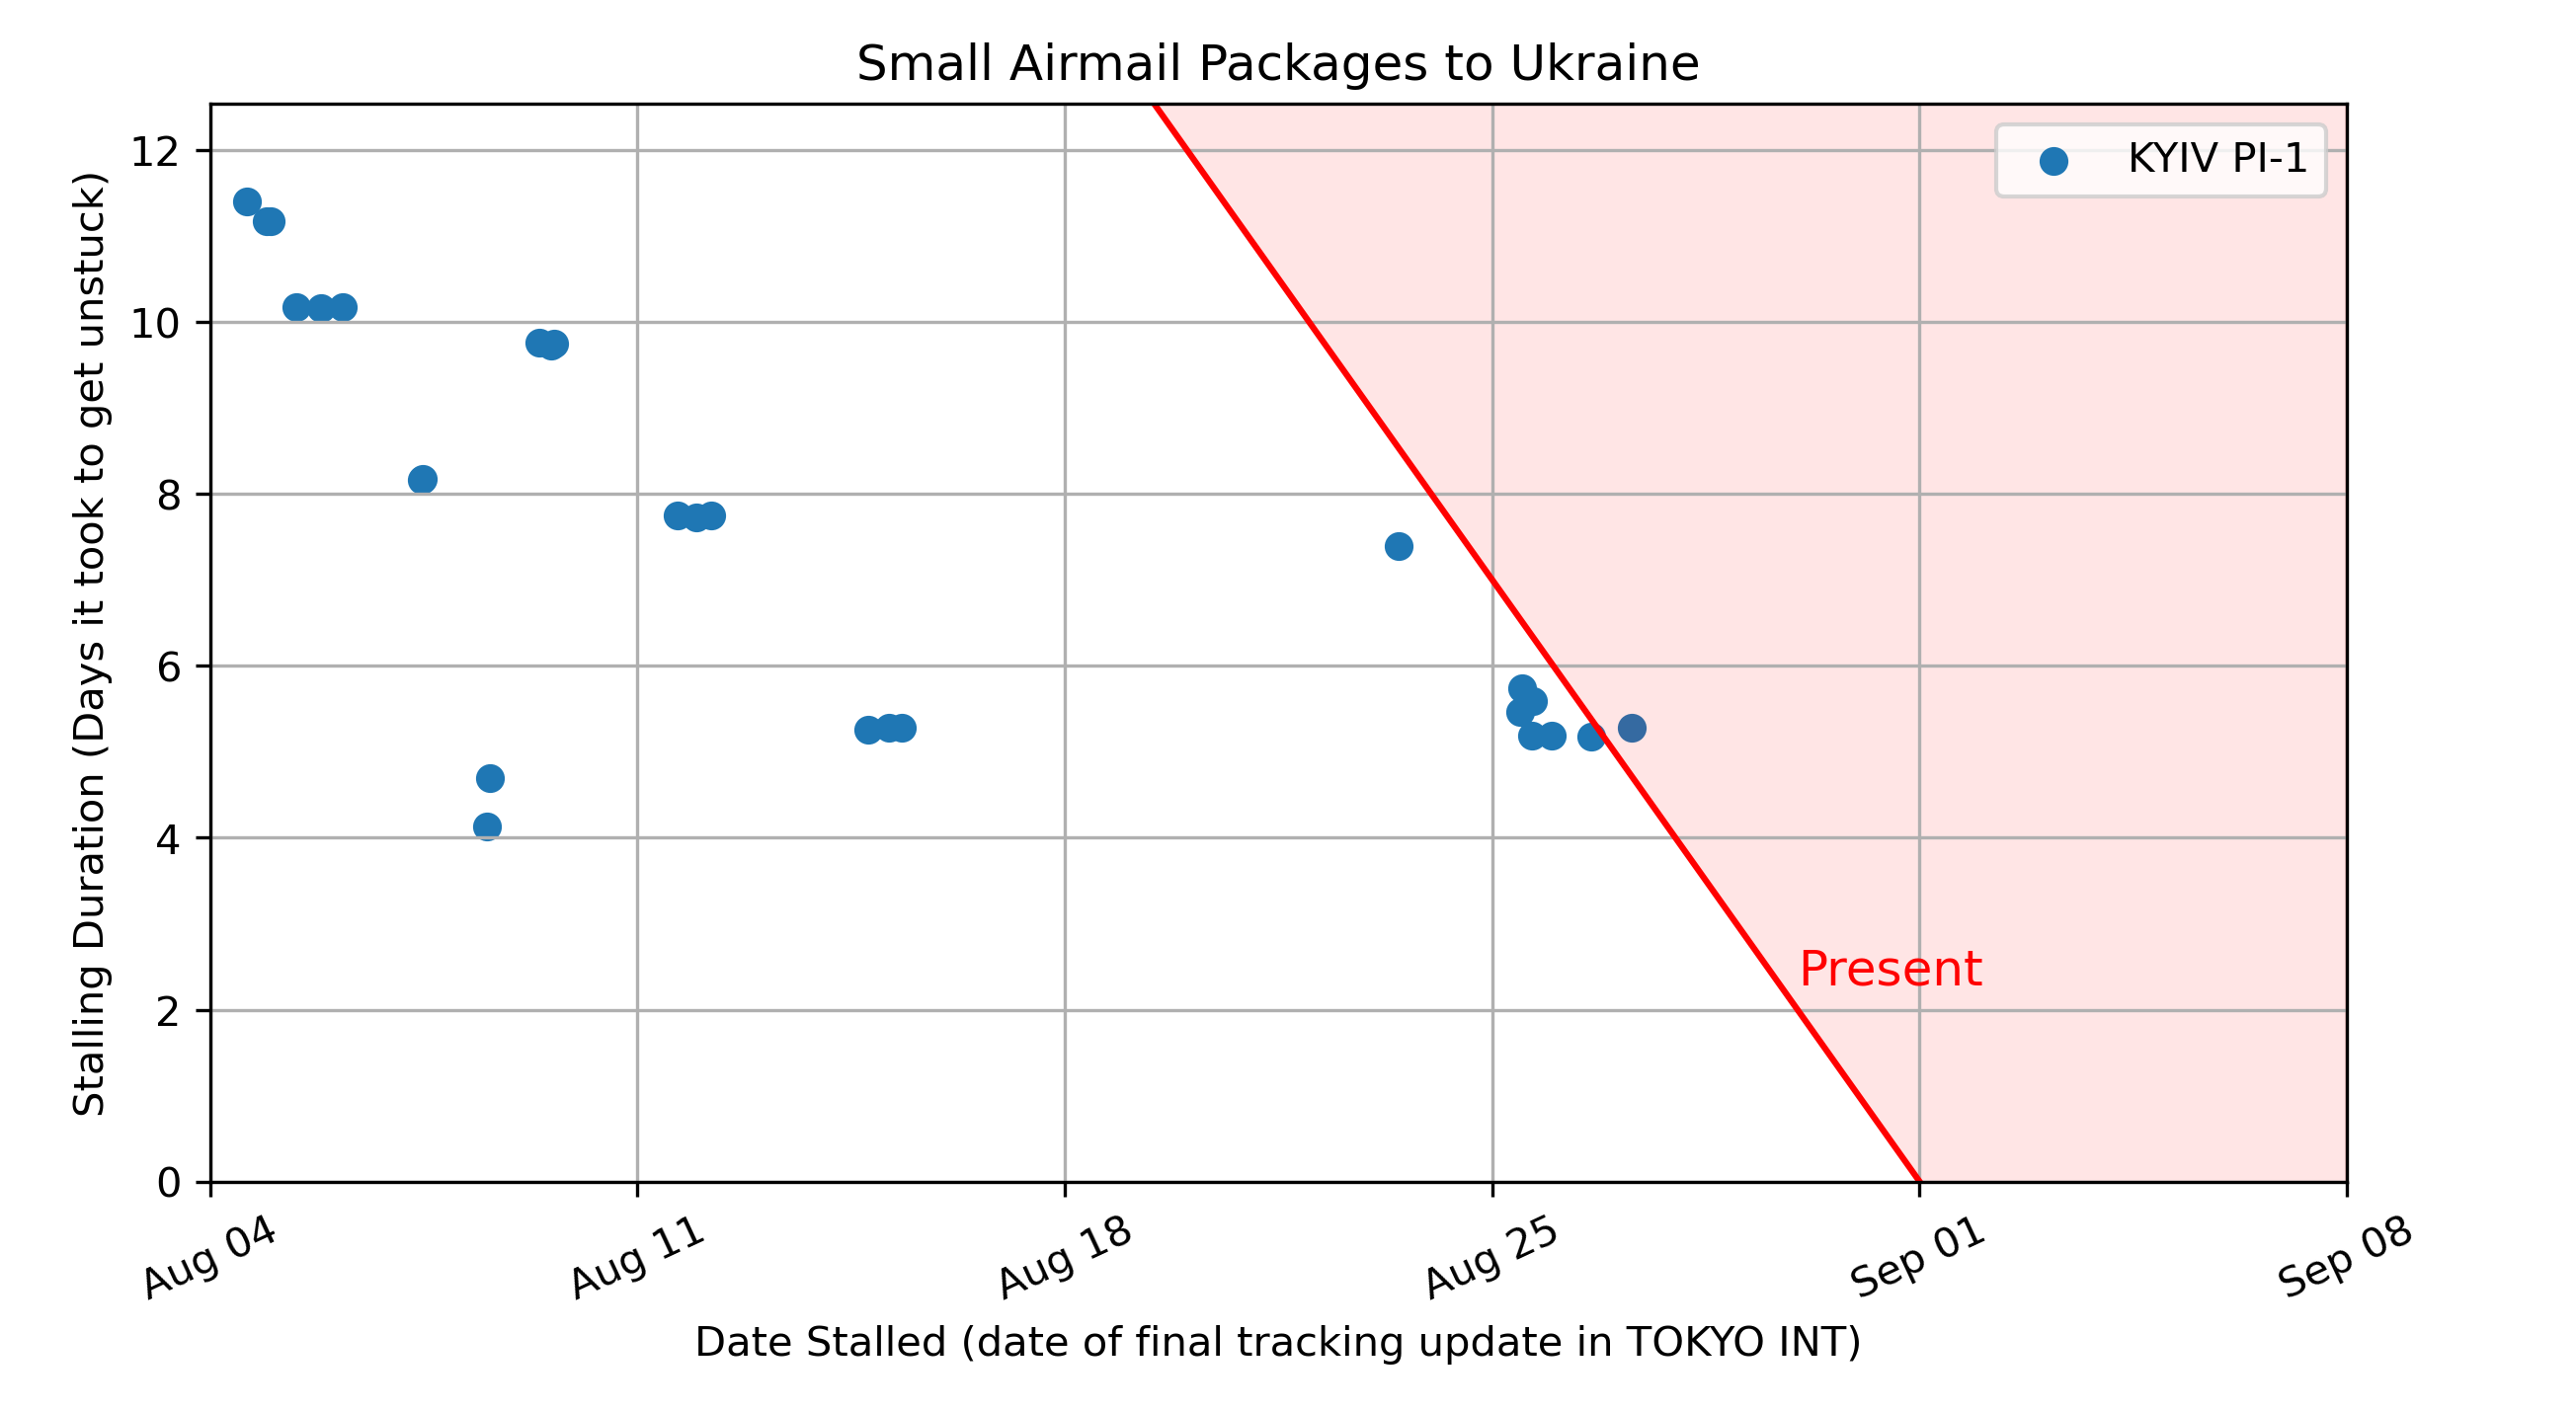 Small Airmail Packages to Ukraine
KYIV PI-1
Stalling Duration (Days it took to get unstuck)
12
10
8
6
4
2
0
Present
Aug 04
Aug 11
Aug 18
Aug 25
Sep 01
Sep 08
Date Stalled (date of final tracking update in TOKYO INT)